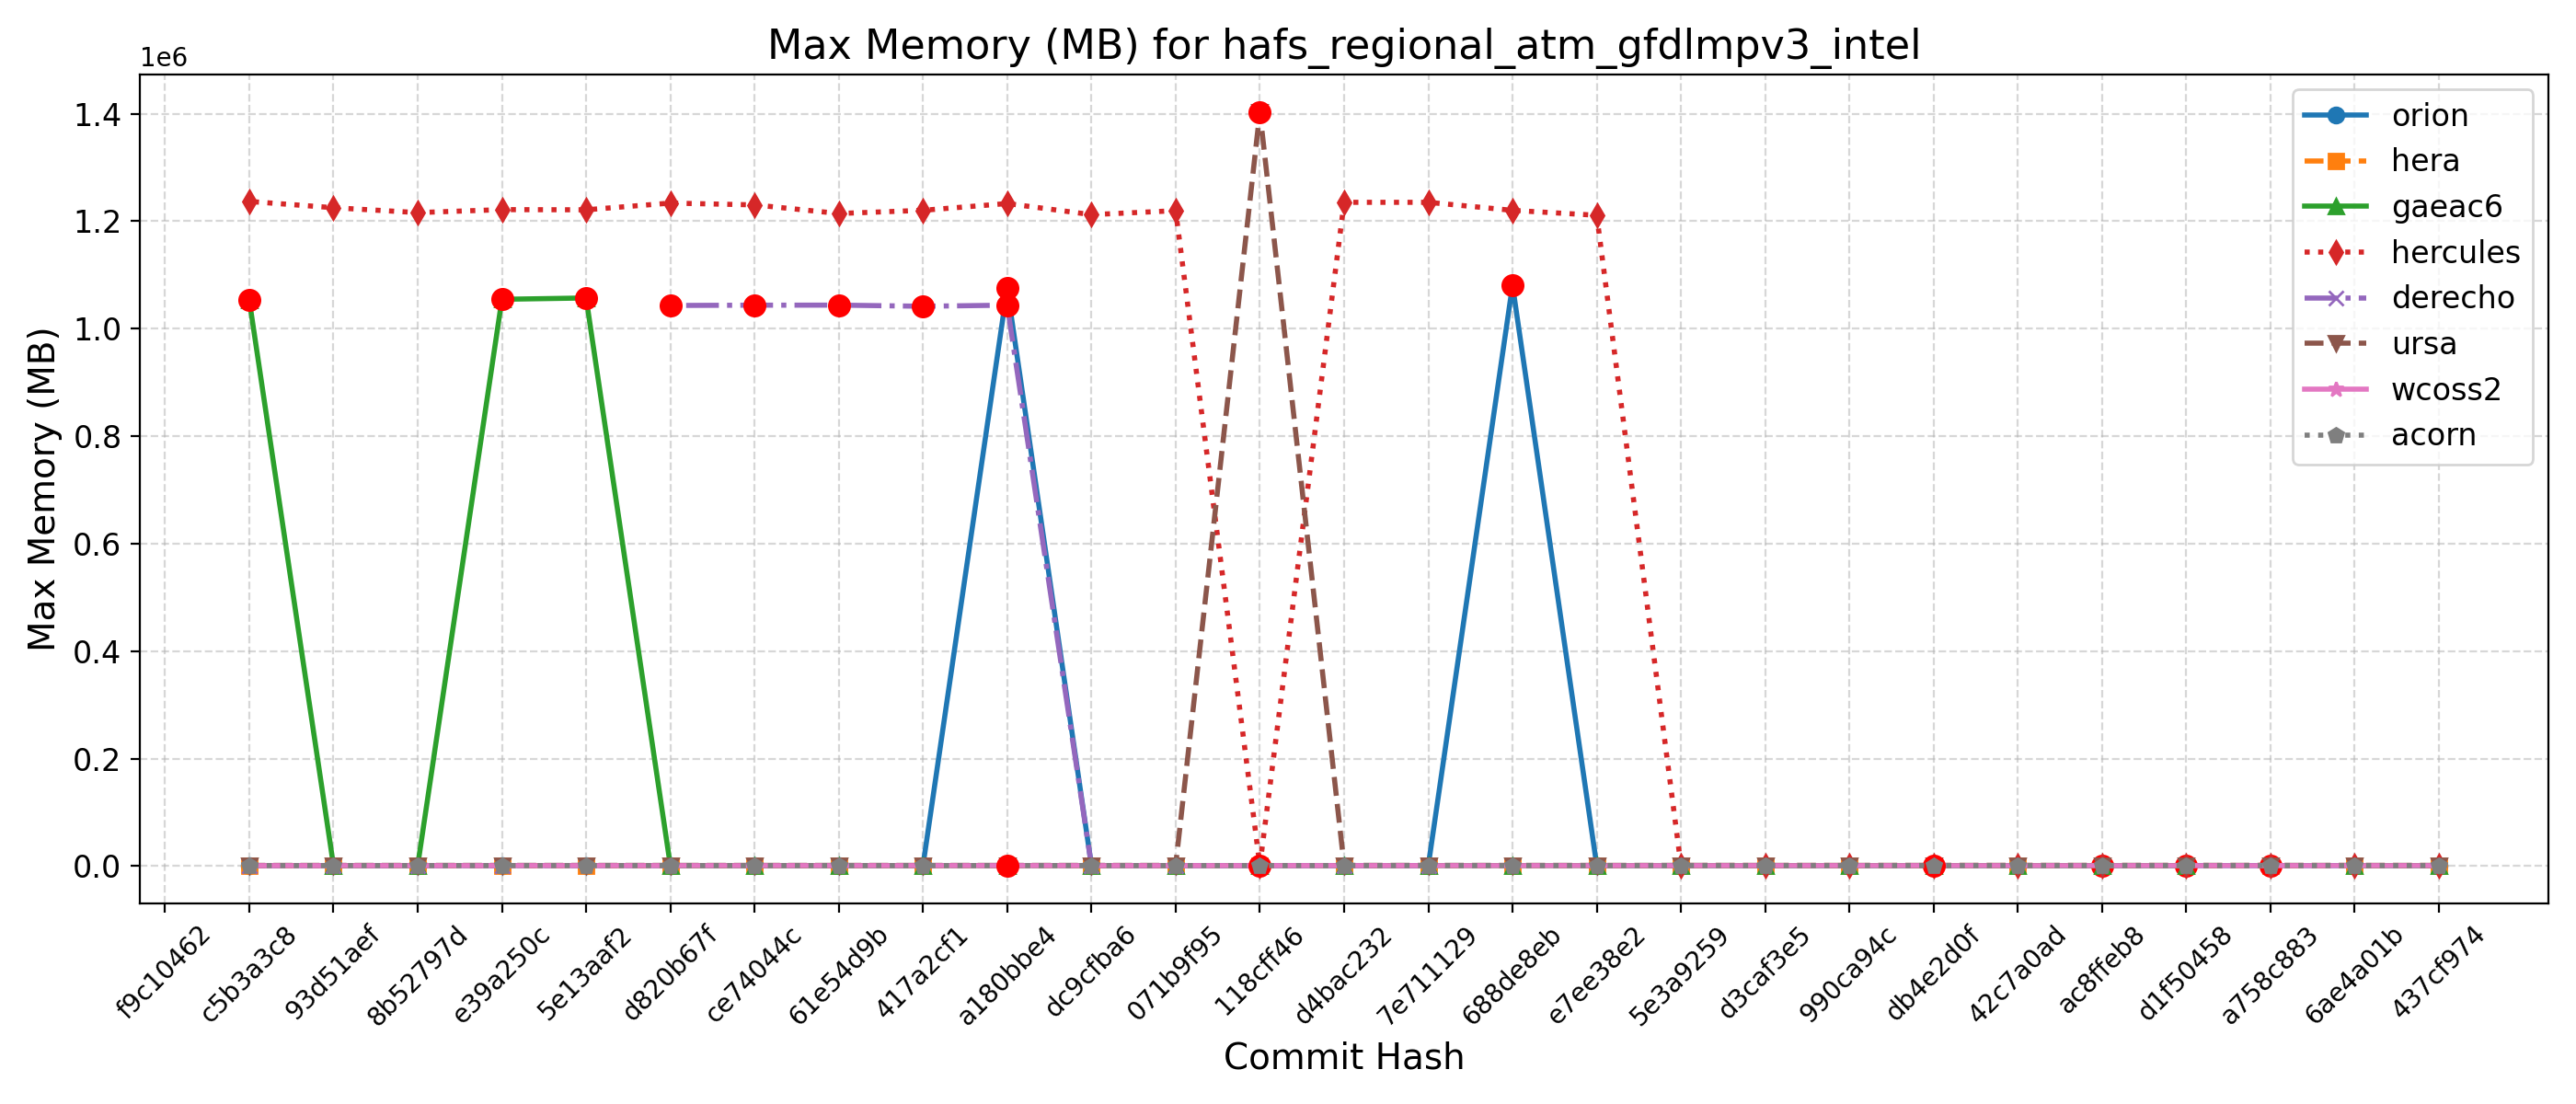 Max Memory (MB) for hafs_regional_atm_gfdlmpv3_intel
1e6
1.4
1.2
1.0
0.8
0.6
0.4
0.2
0.0
Max Memory (MB)
orion
hera
gaeac6
hercules
derecho
ursa
wcoss2
acorn
f9c10462
c5b3a3c8
93d51aef
8b52797d
e39a250c
5e13aaf2
d820b67f
ce74044c
61e54d9b
417a2cf1
a180bbe4
dc9cfba6
071b9f95
118cff46
d4bac232
7e711129
688de8eb
e7ee38e2
5e3a9259
d3caf3e5
990ca94c
db4e2d0f
42c7a0ad
ac8ffeb8
d1f50458
a758c883
6ae4a01b
437cf974
Commit Hash